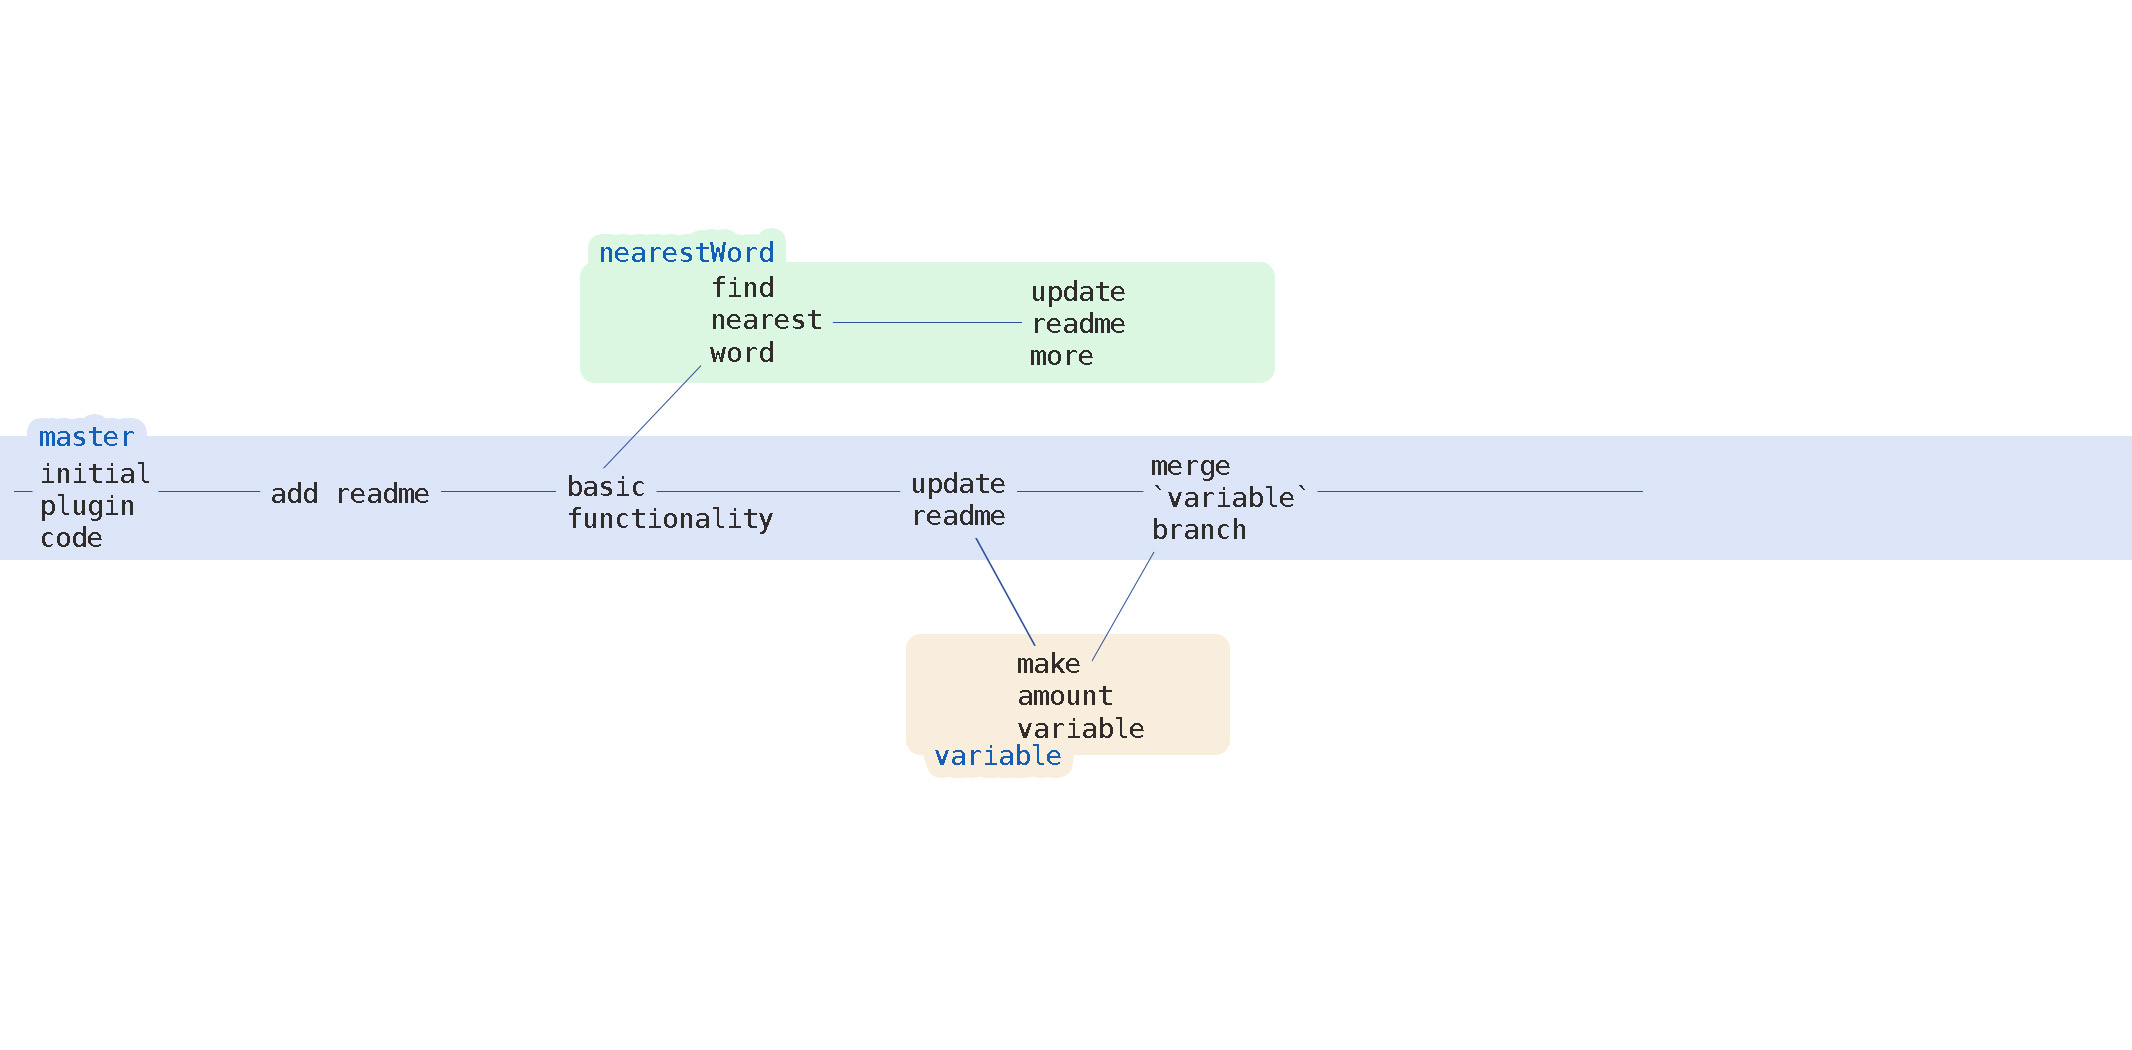 nearestWord
find
nearest
word
update
readme
more
master
initial
plugin
code
add readme
basic
functionality
update
readme
merge
`variable`
branch
make
amount
variable
variable